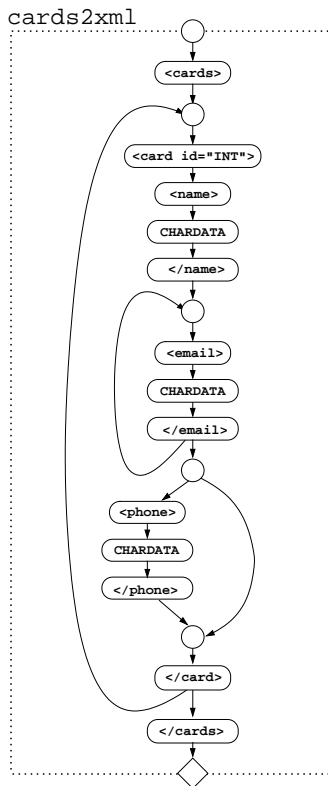 cards2xml
<cards>
<card id="INT">
<name>
CHARDATA
</name>
<email>
CHARDATA
</email>
<phone>
CHARDATA
</phone>
</card>
</cards>